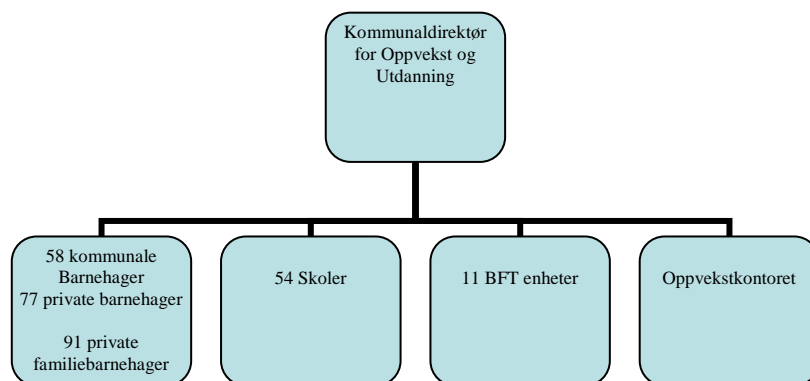 Kommunaldirektør
for Oppvekst og
Utdanning
58 kommunale
Barnehager
77 private barnehager
91 private
familiebarnehager
54 Skoler
11 BFT enheter
Oppvekstkontoret